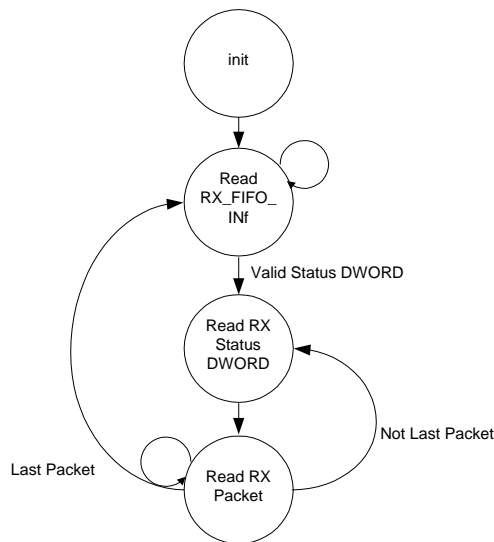 init
Read
RX_FIFO_
INf
Valid Status DWORD
Read RX
Status
DWORD
Not Last Packet
Last Packet
Read RX
Packet